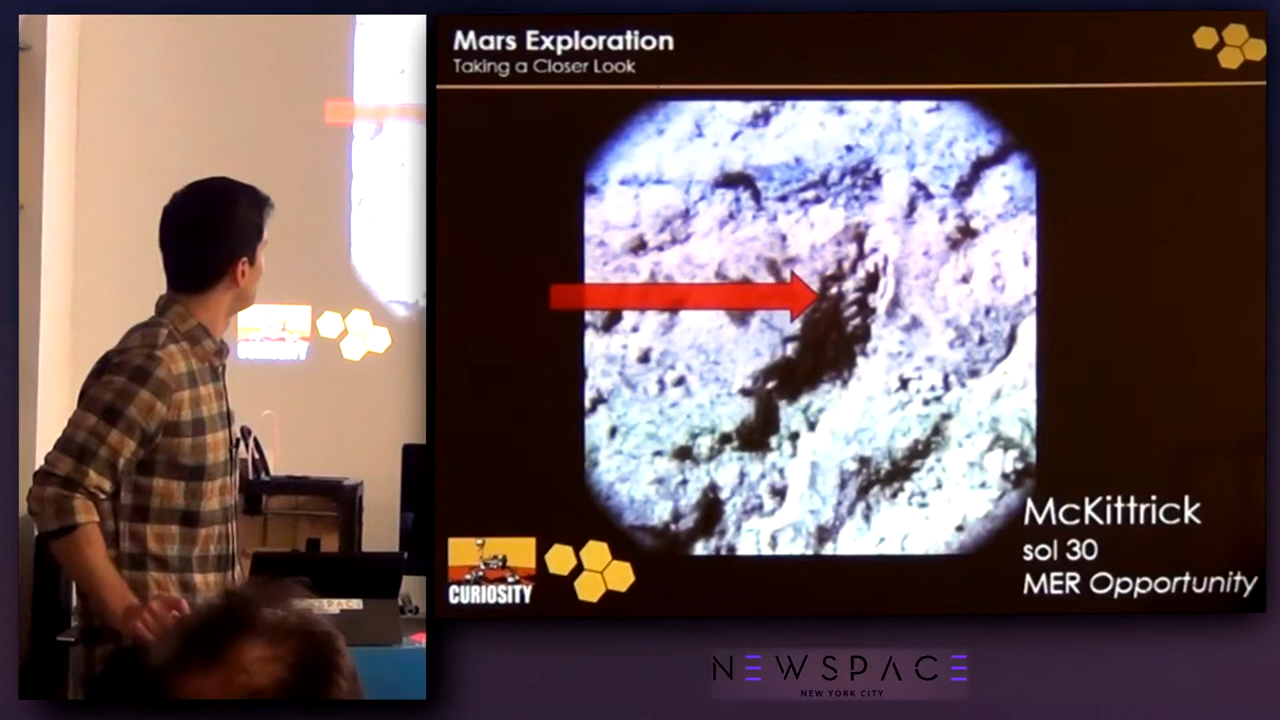 Mars Exploration
Taking a Closer Look
McKittrick
sol 30
MER Opportunity
CURIOSITY
NEWSPACE
NEW YORK CITY